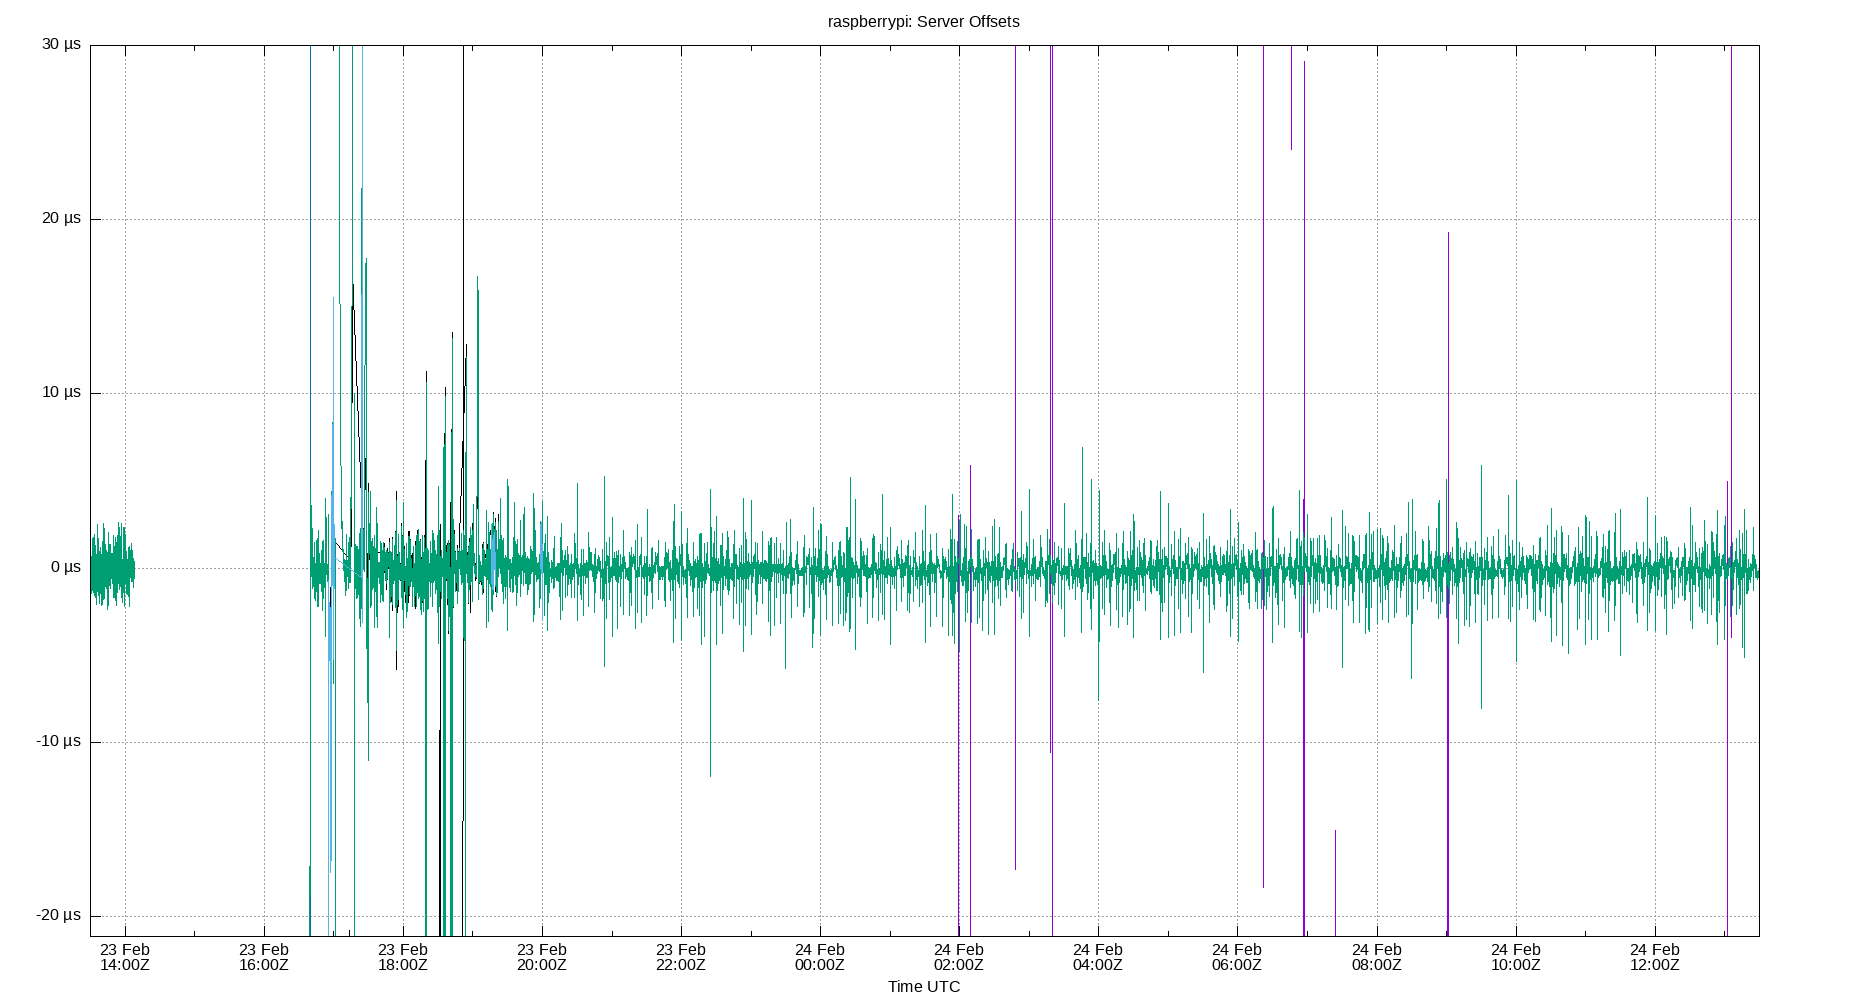 raspberrypi: Server Offsets
30 µs
20 µs
10 µs
0 µs
-10 µs
-20 µs
23 Feb 23 Feb 23 Feb 23 Feb 23 Feb 24 Feb 24 Feb 24 Feb 24 Feb 24 Feb 24 Feb 24 Feb
14:00Z 16:00Z 18:00Z 20:00Z 22:00Z 00:00Z 02:00Z 04:00Z 06:00Z 08:00Z 10:00Z 12:00Z
Time UTC